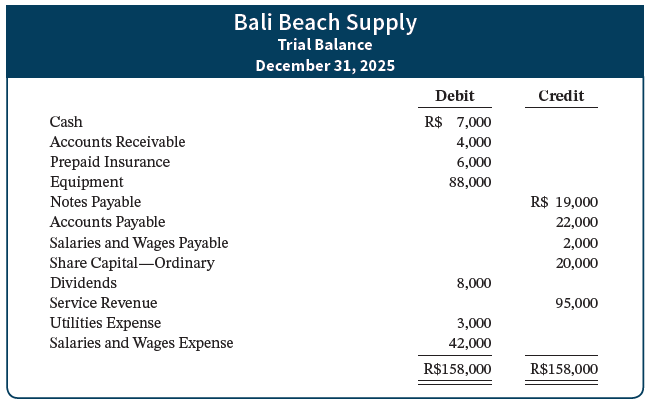 Bali Beach Supply
Trial Balance
December 31, 2025
Debit Credit
Cash R$ 7,000
Accounts Receivable 4,000
Prepaid Insurance 6,000
Equipment 88,000
Notes Payable R$ 19,000
Accounts Payable 22,000
Salaries and Wages Payable 2,000
Share Capital—Ordinary 20,000
Dividends 8,000
Service Revenue 95,000
Utilities Expense 3,000
Salaries and Wages Expense 42,000
R$158,000 R$158,000